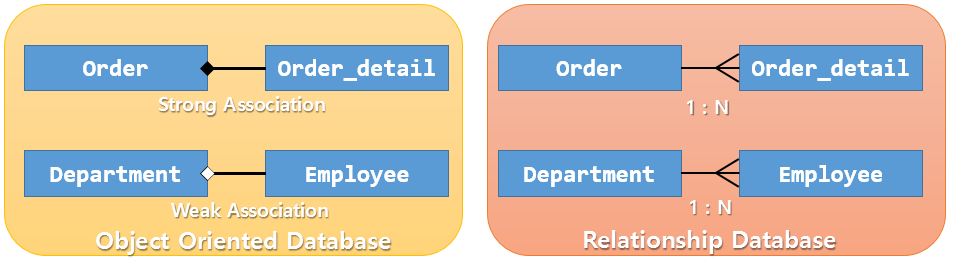 Order
Order_detail
Strong Association
Department
Employee
Weak Association
Object Oriented Database
Order
Order_detail
1 : N
Department
Employee
1 : N
Relationship Database